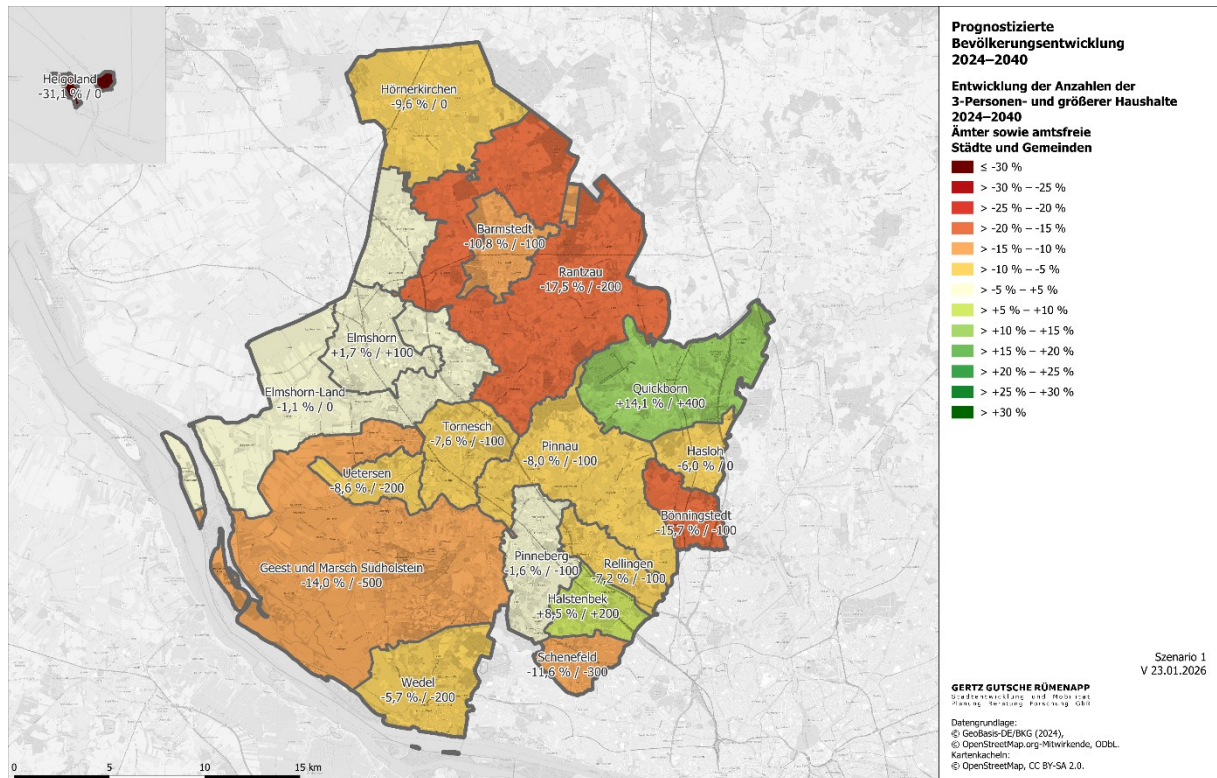 Helgoland
-31,1 % / 0
Hörnerkirchen
-9,6 % / 0
Barmstedt
-10,8 % / -100
Rantzau
-17,5 % / -200
Elmshorn
+1,7 % / +100
Elmshorn-Land
-1,1 % / 0
Quickborn
+14,1 % / +400
Tornesch
-7,6 % / -100
Pinnau
-8,0 % / -100
Hasloh
-6,0 % / 0
Uetersen
-8,6 % / -200
Bönningstedt
-15,7 % / -100
Geest und Marsch Südholstein
-14,0 % / -500
Pinneberg
-1,6 % / -100
Rellingen
-7,2 % / -100
Halstenbek
+8,5 % / +200
Schenefeld
-11,6 % / -300
Wedel
-5,7 % / -200
0 5 10 15 km
Prognostizierte
Bevölkerungsentwicklung
2024–2040
Entwicklung der Anzahlen der
3-Personen- und größerer Haushalte
2024–2040
Ämter sowie amtsfreie
Städte und Gemeinden
≤ -30 %
> -30 % – -25 %
> -25 % – -20 %
> -20 % – -15 %
> -15 % – -10 %
> -10 % – -5 %
> -5 % – +5 %
> +5 % – +10 %
> +10 % – +15 %
> +15 % – +20 %
> +20 % – +25 %
> +25 % – +30 %
> +30 %
Szenario 1
V 23.01.2026
GERTZ GUTSCHE RÜMENAPP
Stadtentwicklung und Mobilität
Planung Beratung Forschung GbR
Datengrundlage:
© GeoBasis-DE/BKG (2024),
© OpenStreetMap.org-Mitwirkende, ODbL.
Kartenkacheln:
© OpenStreetMap, CC BY-SA 2.0.